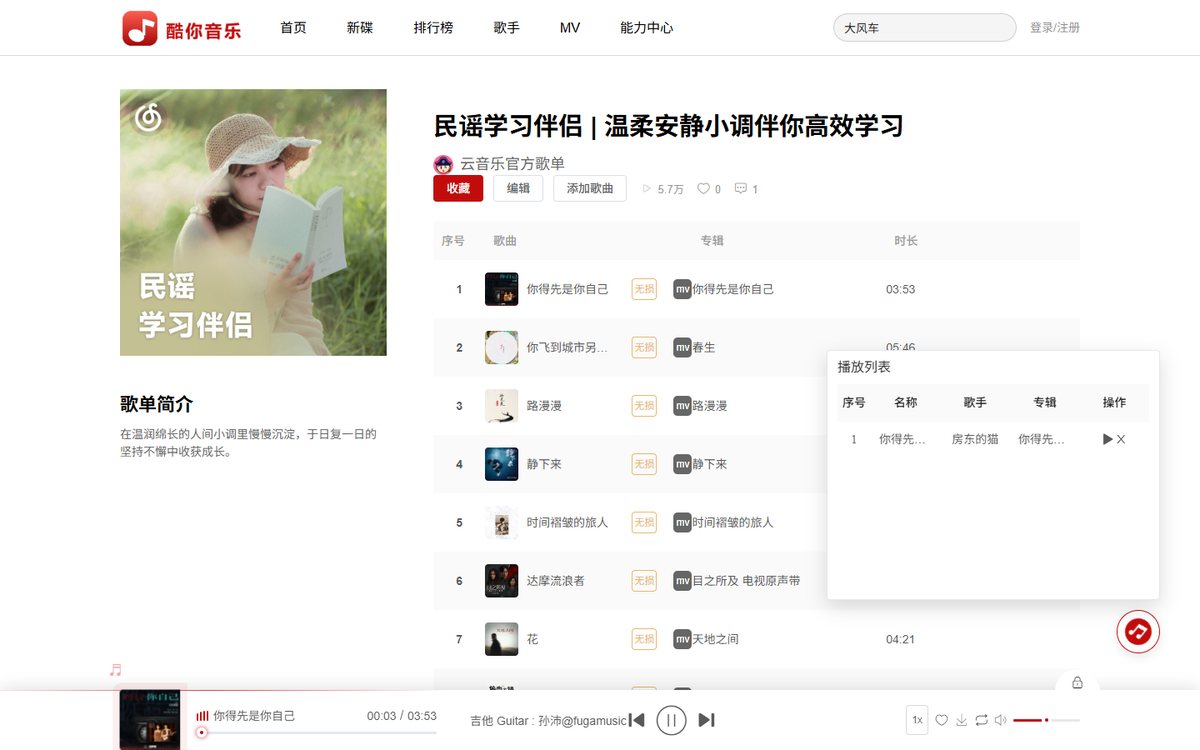 酷你音乐 首页 新碟 排行榜 歌手 MV 能力中心 大风车 登录/注册
民谣
学习伴侣
歌单简介
在温润绵长的人间小调里慢慢沉淀，于日复一日的
坚持不懈中收获成长。
民谣学习伴侣 | 温柔安静小调伴你高效学习
云音乐官方歌单
收藏 编辑 添加歌曲 5.7万 0 1
序号 歌曲 专辑 时长
1 你得先是你自己 无损 mv 你得先是你自己 03:53
2 你飞到城市另... 无损 mv 春生 05:46
3 路漫漫 无损 mv 路漫漫
4 静下来 无损 mv 静下来
5 时间褶皱的旅人 无损 mv 时间褶皱的旅人
6 达摩流浪者 无损 mv 目之所及 电视原声带
7 花 无损 mv 天地之间 04:21
播放列表
序号 名称 歌手 专辑 操作
1 你得先... 房东的猫 你得先... X
你得先是你自己 00:03 / 03:53
吉他 Guitar : 孙沛@fugamusic
1x